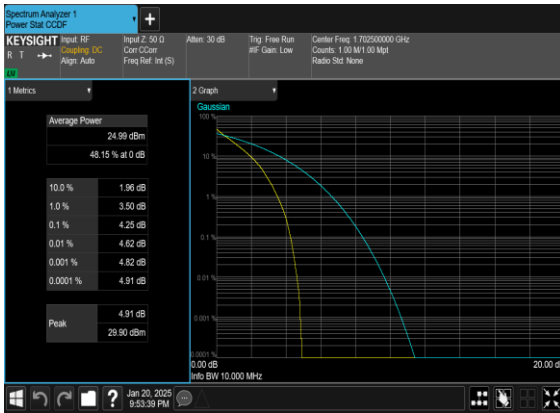 Spectrum Analyzer 1
Power Stat CCDF
+
KEYSIGHT
R T
LXI
Input: RF
Coupling: DC
Align: Auto
Input Z: 50 Ω
Corr CCorr
Freq Ref: Int (S)
Atten: 30 dB
Trig: Free Run
#IF Gain: Low
Center Freq: 1.702500000 GHz
Counts: 1.00 M/1.00 Mpt
Radio Std: None
1 Metrics
Average Power
24.99 dBm
48.15 % at 0 dB
10.0 % 1.96 dB
1.0 % 3.50 dB
0.1 % 4.25 dB
0.01 % 4.62 dB
0.001 % 4.82 dB
0.0001 % 4.91 dB
Peak
4.91 dB
29.90 dBm
2 Graph
Gaussian
100 %
10 %
1 %
0.1 %
0.01 %
0.001 %
0.0001 %
0.00 dB
20.00 d
Info BW 10.000 MHz
?
Jan 20, 2025
9:53:39 PM